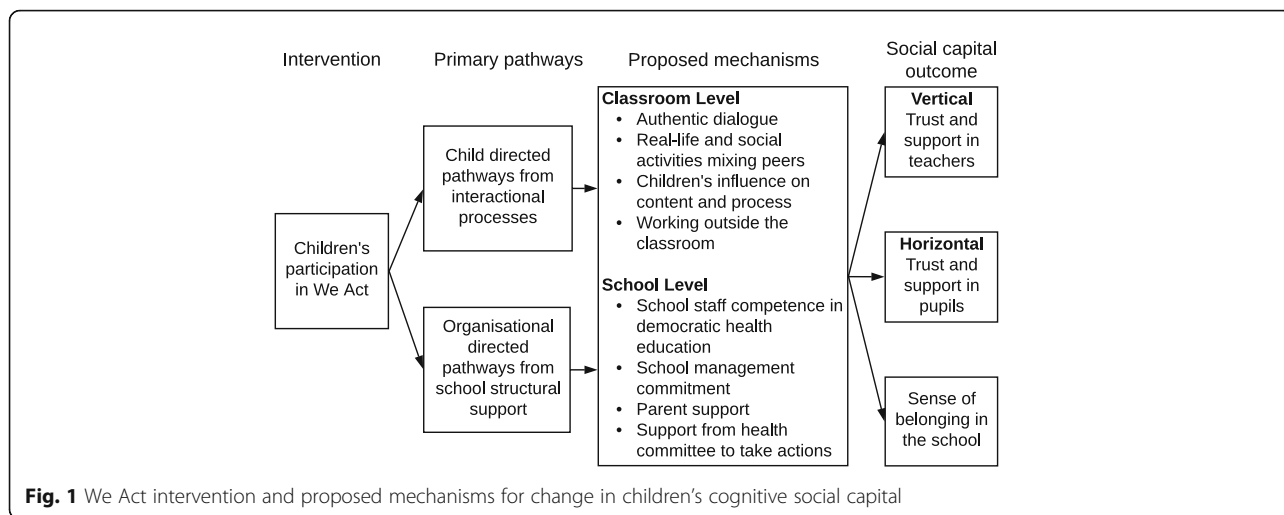 Intervention
Primary pathways
Proposed mechanisms
Social capital
outcome
Children's
participation
in We Act
Child directed
pathways from
interactional
processes
Organisational
directed
pathways from
school structural
support
Classroom Level
• Authentic dialogue
• Real-life and social
activities mixing peers
• Children's influence on
content and process
• Working outside the
classroom
School Level
• School staff competence in
democratic health
education
• School management
commitment
• Parent support
• Support from health
committee to take actions
Vertical
Trust and
support in
teachers
Horizontal
Trust and
support in
pupils
Sense of
belonging in
the school
Fig. 1 We Act intervention and proposed mechanisms for change in children’s cognitive social capital